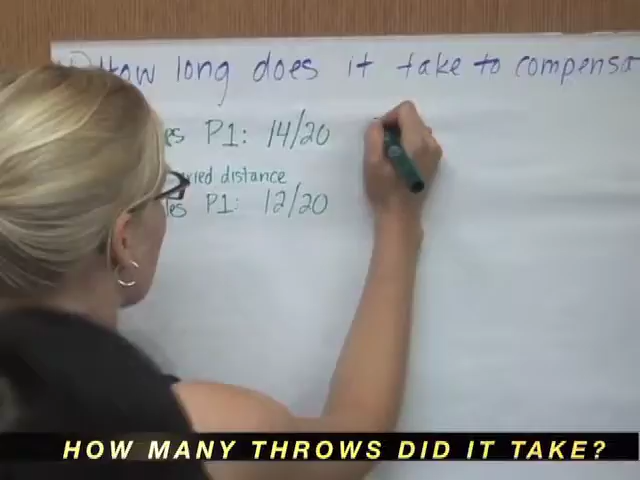 How long does it take to compensa
es P1: 14/20
ried distance
les P1: 12/20
HOW MANY THROWS DID IT TAKE?